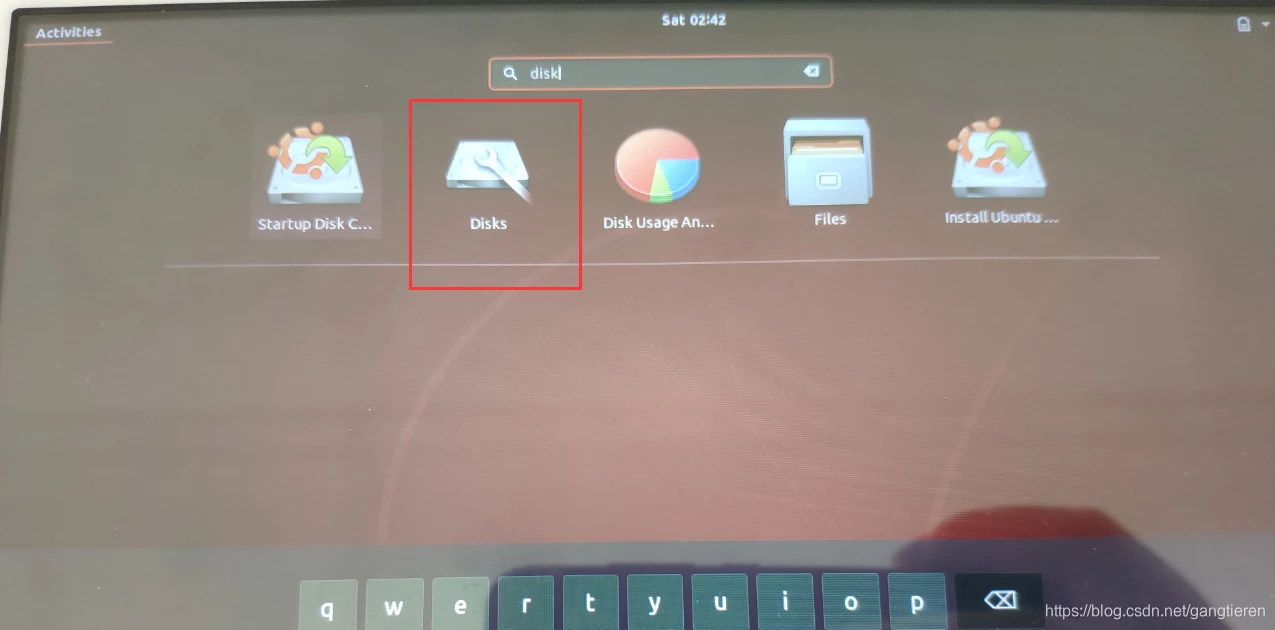 Activities
Sat 02:42
disk
Startup Disk C...
Disks
Disk Usage An...
Files
Install Ubuntu ...
q w e r t y u i o p
https://blog.csdn.net/gangtieren